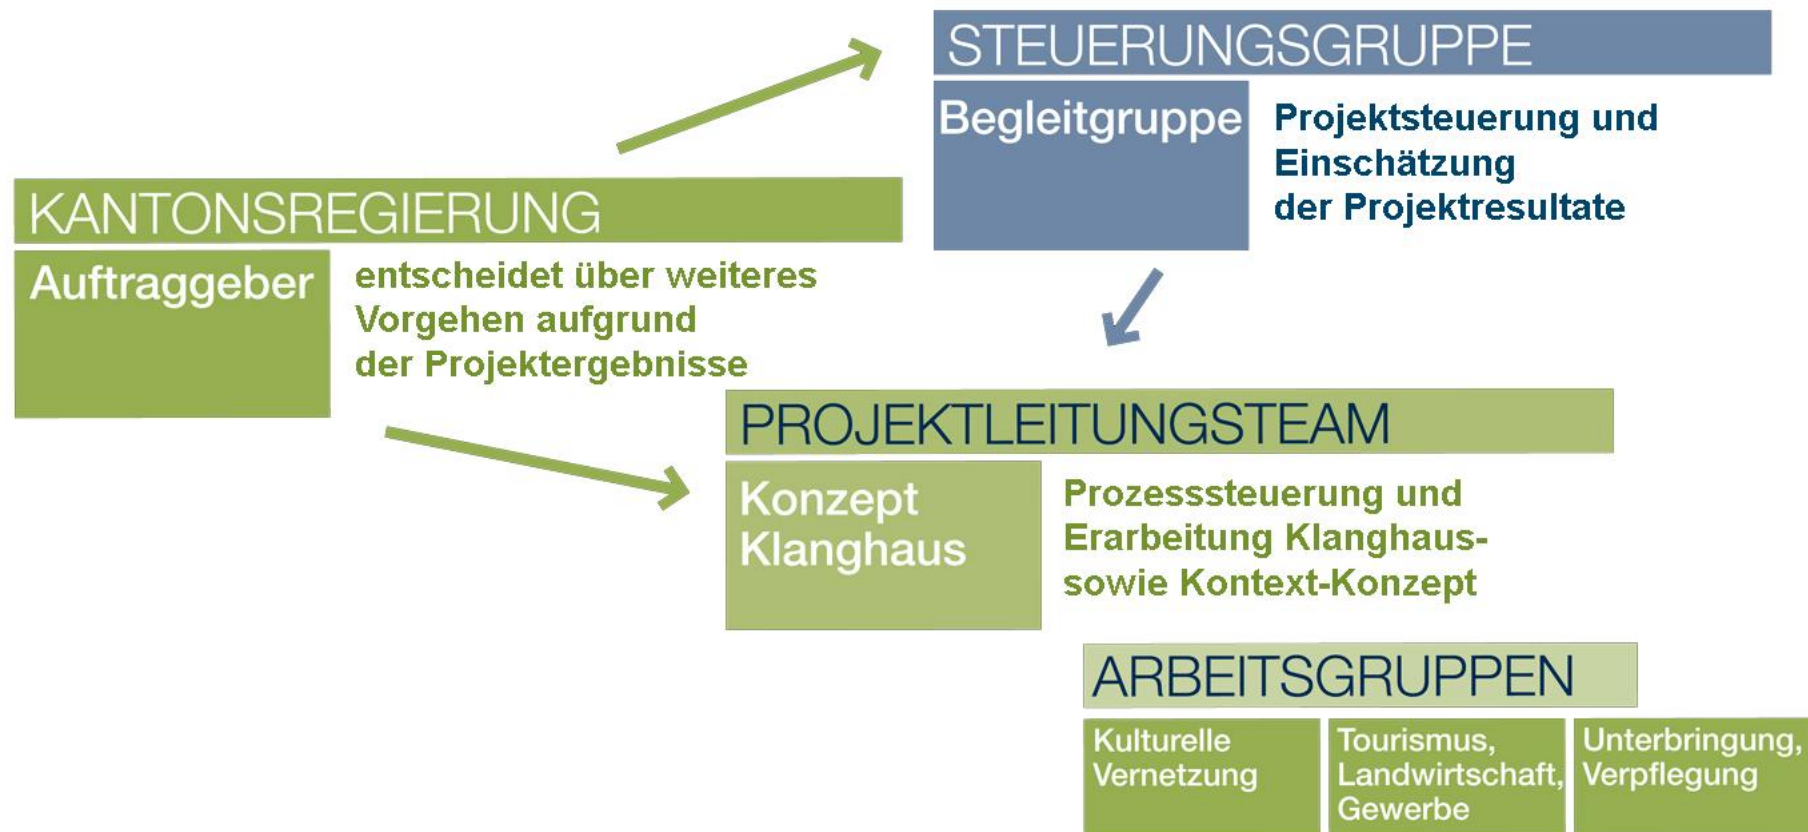 STEUERUNGSGRUPPE
Begleitgruppe
Projektsteuerung und
Einschätzung
der Projektresultate
KANTONSREGIERUNG
Auftraggeber
entscheidet über weiteres
Vorgehen aufgrund
der Projektergebnisse
PROJEKTLEITUNGSTEAM
Konzept
Klanghaus
Prozesssteuerung und
Erarbeitung Klanghaus-
sowie Kontext-Konzept
ARBEITSGRUPPEN
Kulturelle
Vernetzung
Tourismus,
Landwirtschaft,
Gewerbe
Unterbringung,
Verpflegung